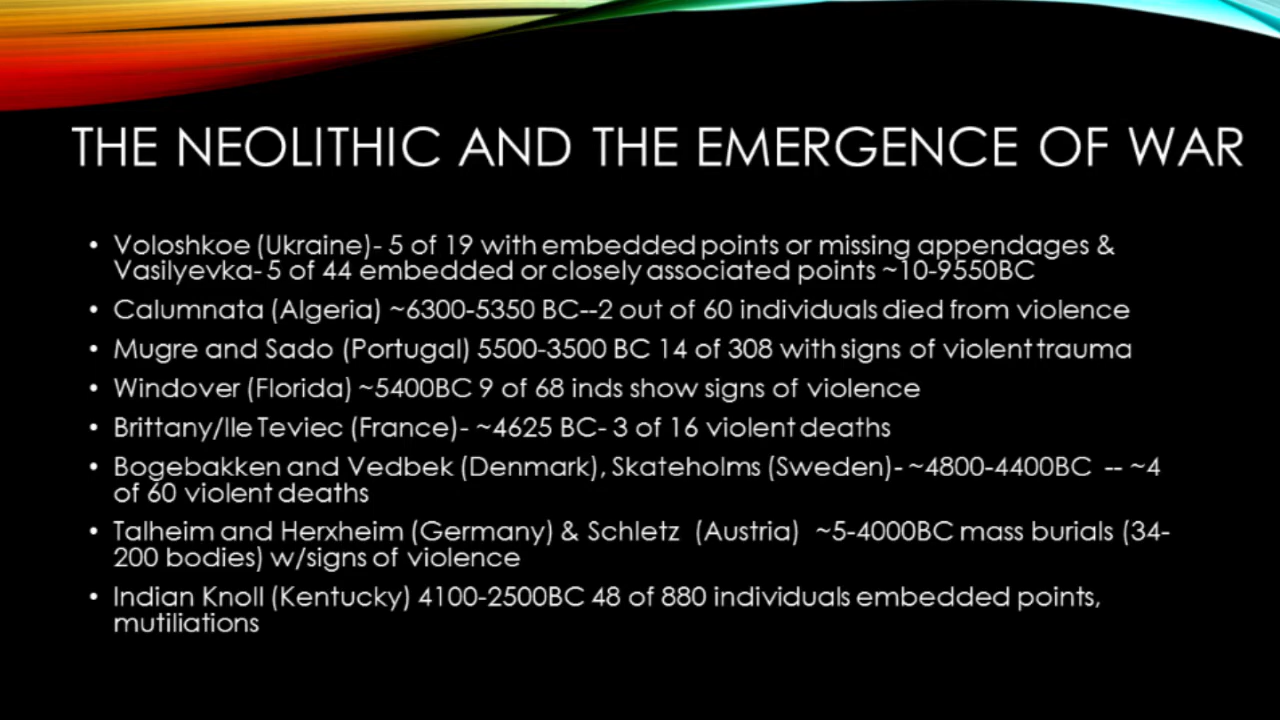 THE NEOLITHIC AND THE EMERGENCE OF WAR
• Voloshkoe (Ukraine)- 5 of 19 with embedded points or missing appendages &
Vasilyevka- 5 of 44 embedded or closely associated points ~10-9550BC
• Calumnata (Algeria) ~6300-5350 BC--2 out of 60 individuals died from violence
• Mugre and Sado (Portugal) 5500-3500 BC 14 of 308 with signs of violent trauma
• Windover (Florida) ~5400BC 9 of 68 inds show signs of violence
• Brittany/Ile Teviec (France)- ~4625 BC- 3 of 16 violent deaths
• Bogebakken and Vedbek (Denmark), Skateholms (Sweden)- ~4800-4400BC -- ~4
of 60 violent deaths
• Talheim and Herxheim (Germany) & Schletz (Austria) ~5-4000BC mass burials (34-
200 bodies) w/signs of violence
• Indian Knoll (Kentucky) 4100-2500BC 48 of 880 individuals embedded points,
mutiliations